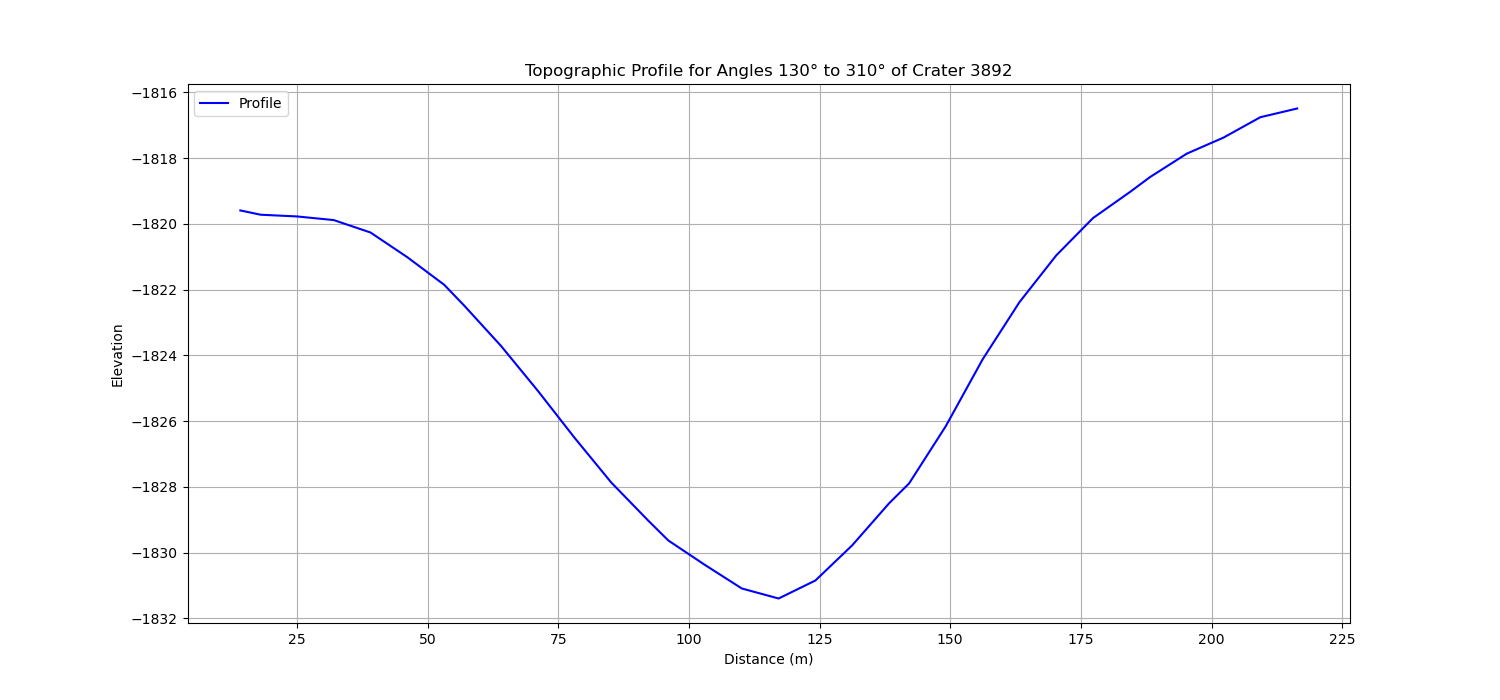 Topographic Profile for Angles 130° to 310° of Crater 3892
Profile
−1816
−1818
−1820
−1822
−1824
−1826
−1828
−1830
−1832
Elevation
25 50 75 100 125 150 175 200 225
Distance (m)